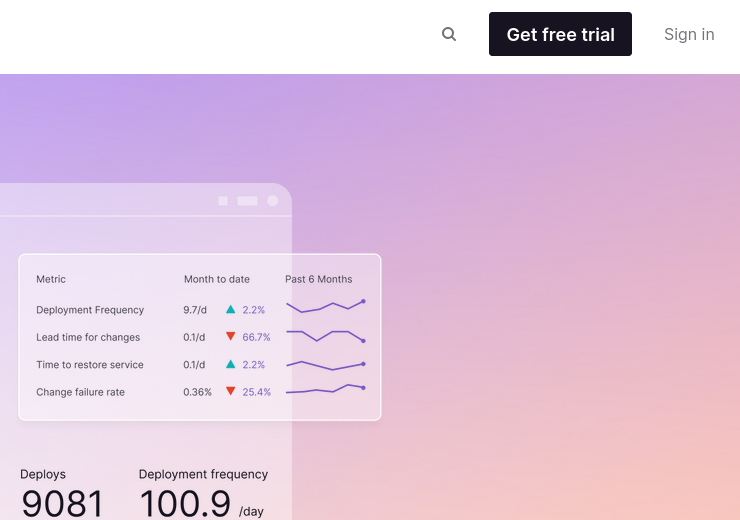 Get free trial Sign in
Metric Month to date Past 6 Months
Deployment Frequency 9.7/d 2.2%
Lead time for changes 0.1/d 66.7%
Time to restore service 0.1/d 2.2%
Change failure rate 0.36% 25.4%
Deploys Deployment frequency
9081 100.9 /day